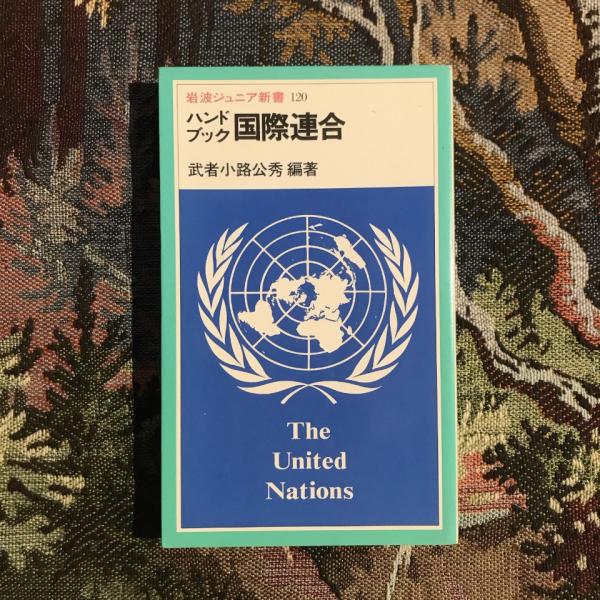 岩波ジュニア新書 120
ハンド
ブック 国際連合
武者小路公秀 編著
The
United
Nations